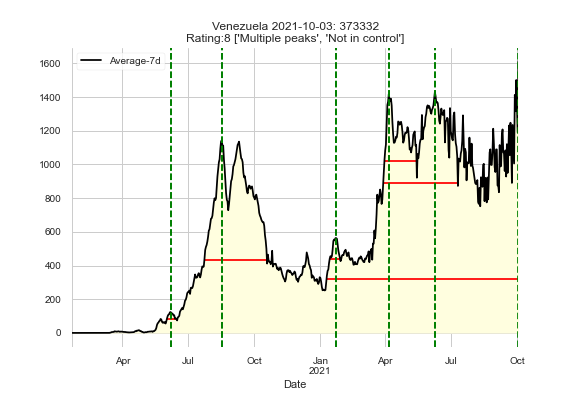 Venezuela 2021-10-03: 373332
Rating:8 ['Multiple peaks', 'Not in control']
Average-7d
1600
1400
1200
1000
800
600
400
200
0
Apr
Jul
Oct
Jan
2021
Apr
Jul
Oct
Date